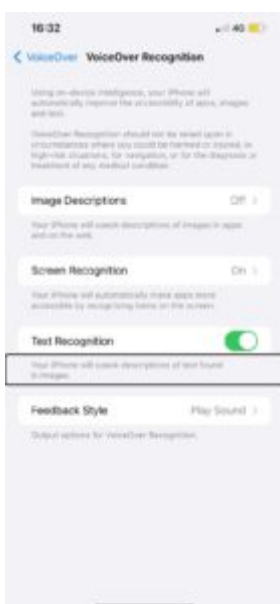 16:32
4G
VoiceOver
VoiceOver Recognition
Using on-device intelligence, your iPhone will
automatically improve the accessibility of apps, images
and text.
VoiceOver Recognition should not be relied upon in
circumstances where you could be harmed or injured, in
high-risk situations, for navigation, or for the diagnosis or
treatment of any medical condition.
Image Descriptions
Off
Your iPhone will speak descriptions of images in apps
and on the web.
Screen Recognition
On
Your iPhone will automatically make apps more
accessible by recognizing items on the screen.
Text Recognition
Your iPhone will speak descriptions of text found
in images.
Feedback Style
Play Sound
Output options for VoiceOver Recognition.